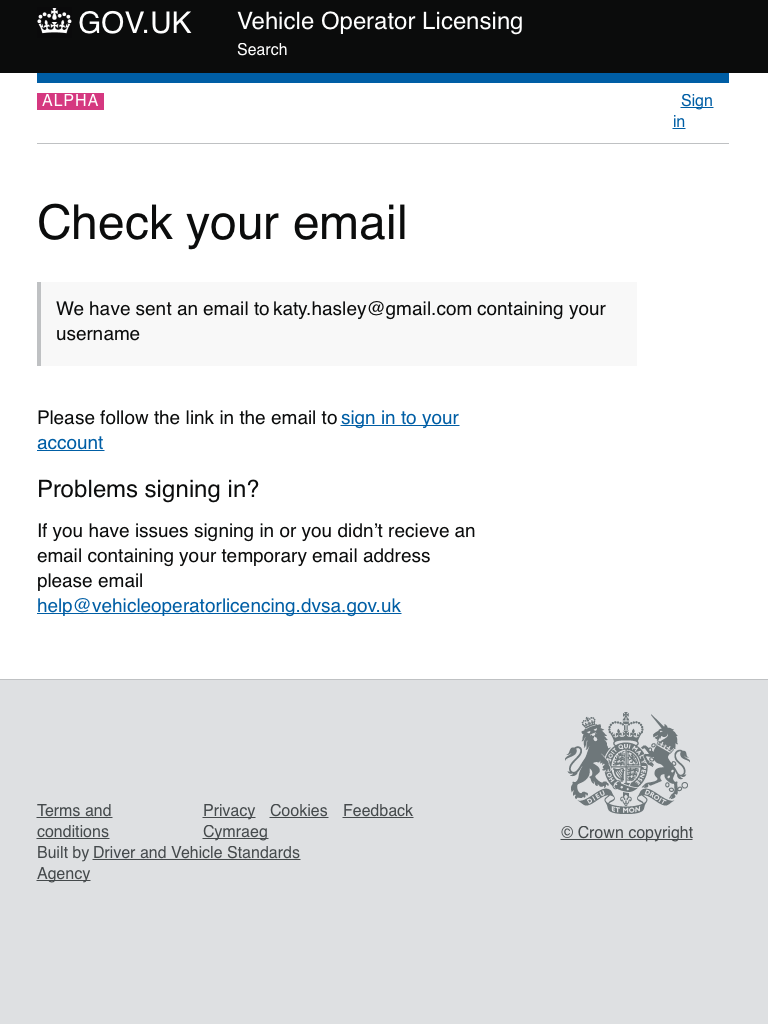 GOV.UK
Vehicle Operator Licensing
Search
ALPHA
Sign
in
Check your email
We have sent an email to katy.hasley@gmail.com containing your
username
Please follow the link in the email to sign in to your
account
Problems signing in?
If you have issues signing in or you didn’t recieve an
email containing your temporary email address
please email
help@vehicleoperatorlicencing.dvsa.gov.uk
Terms and
conditions
Privacy Cookies Feedback
Cymraeg
Built by Driver and Vehicle Standards
Agency
DIEU ET MON DROIT
© Crown copyright